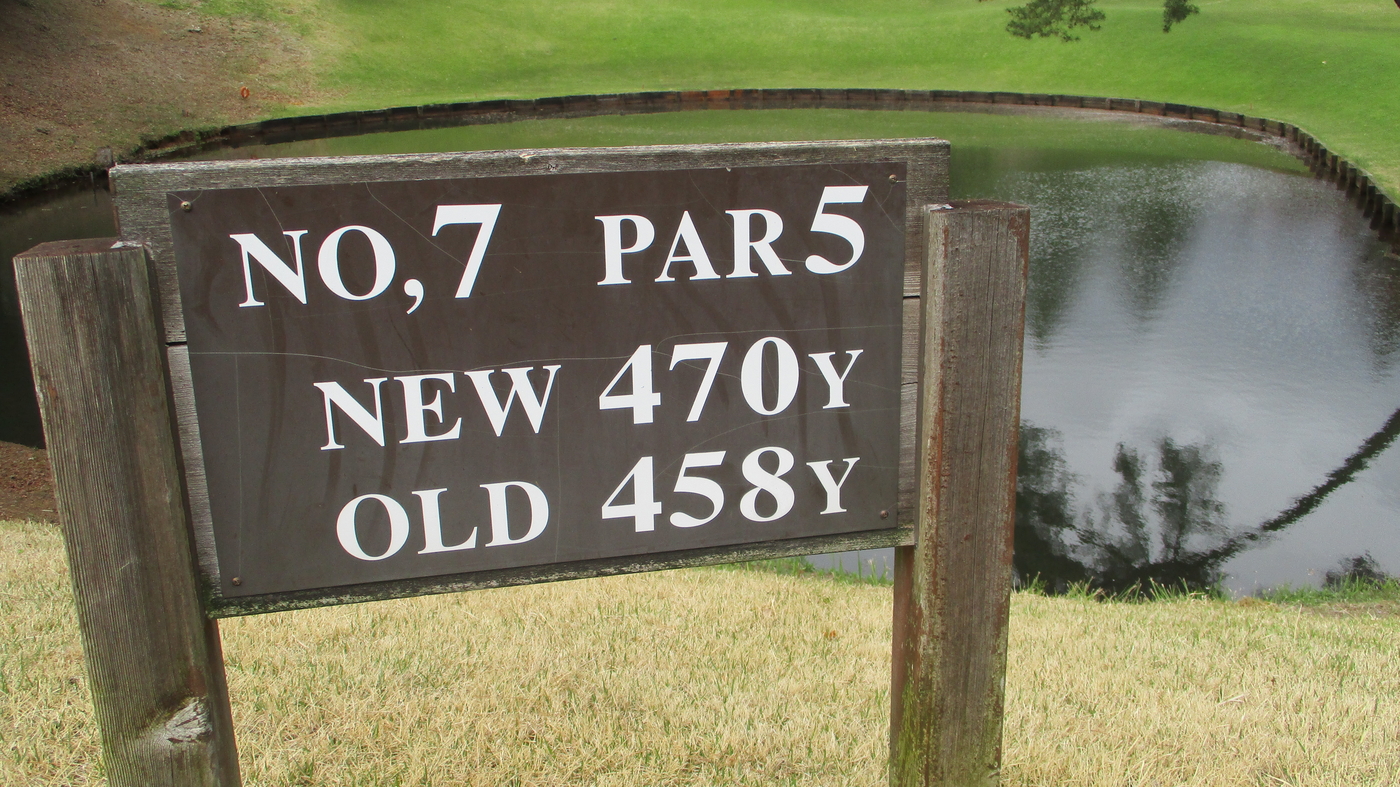 NO,7 PAR5
NEW 470Y
OLD 458Y